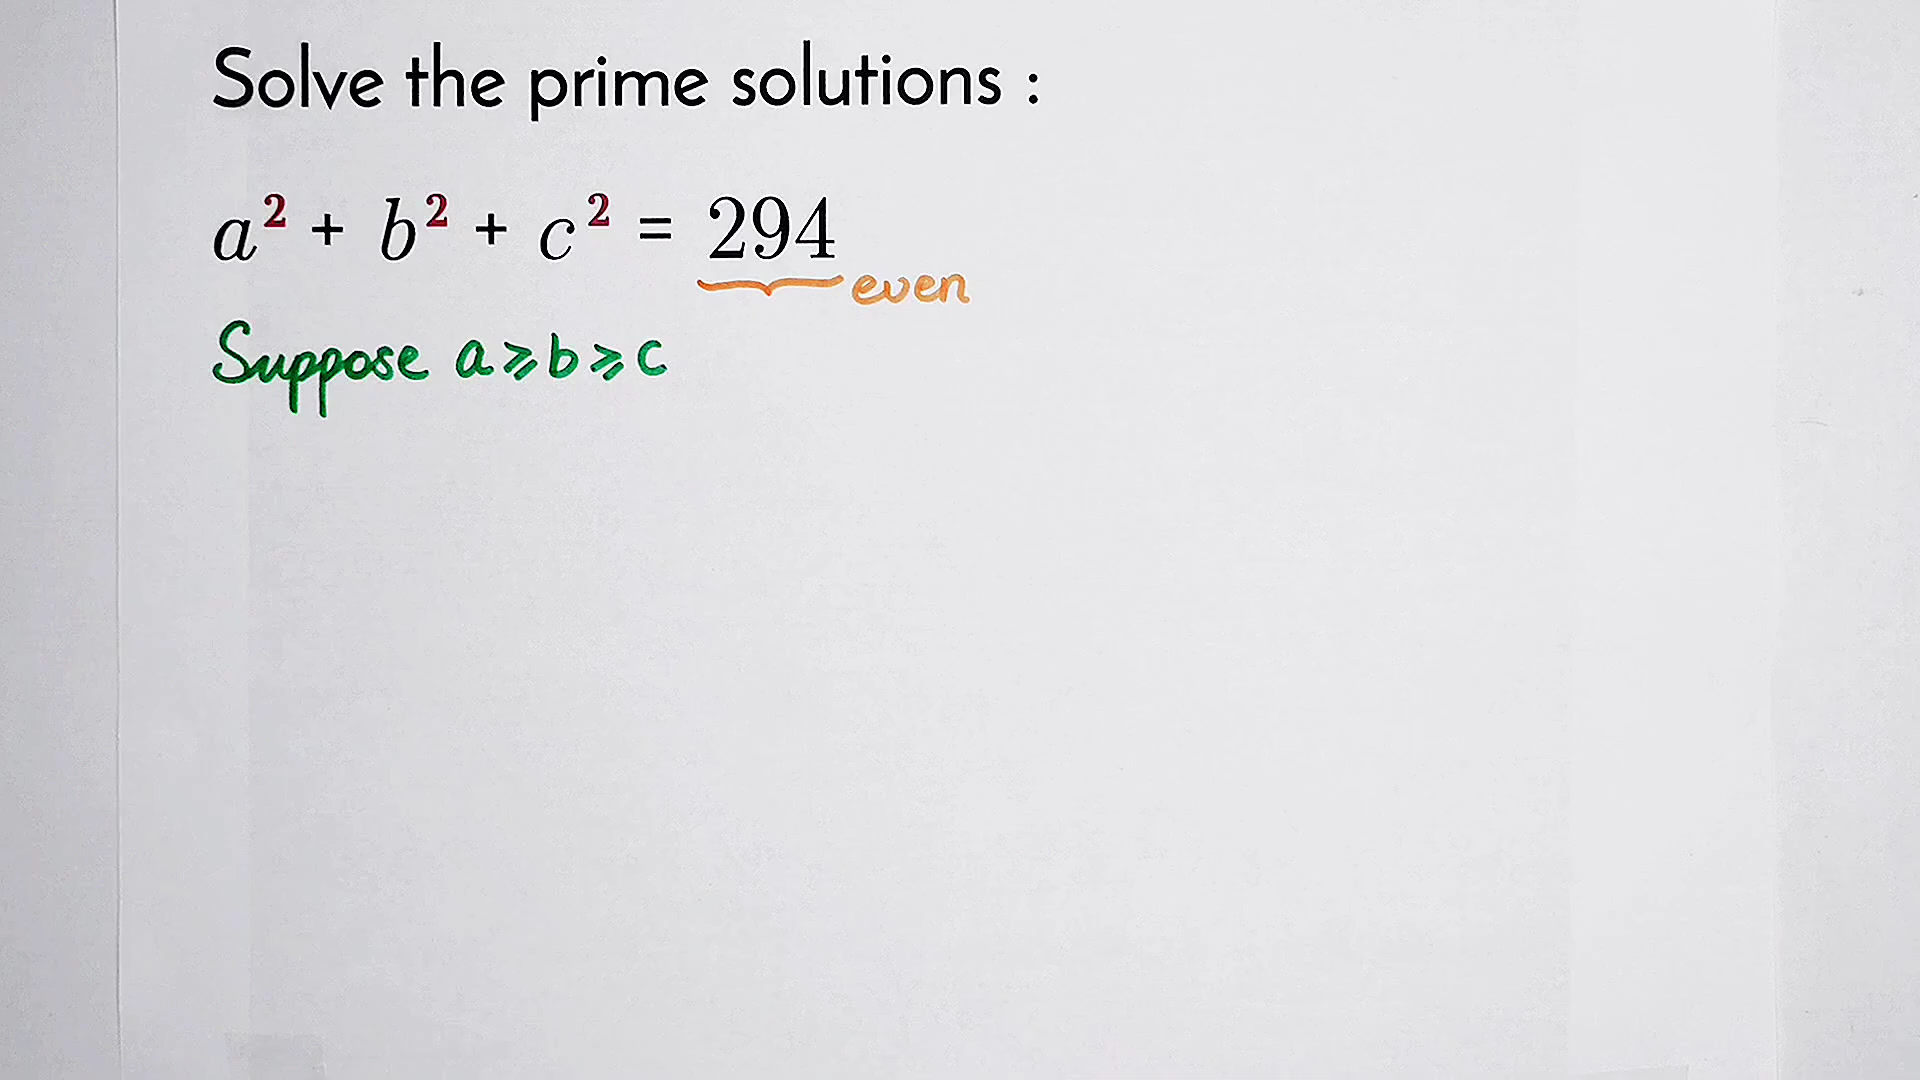 Solve the prime solutions :
a² + b² + c² = 294
even
Suppose a ⩾ b ⩾ c